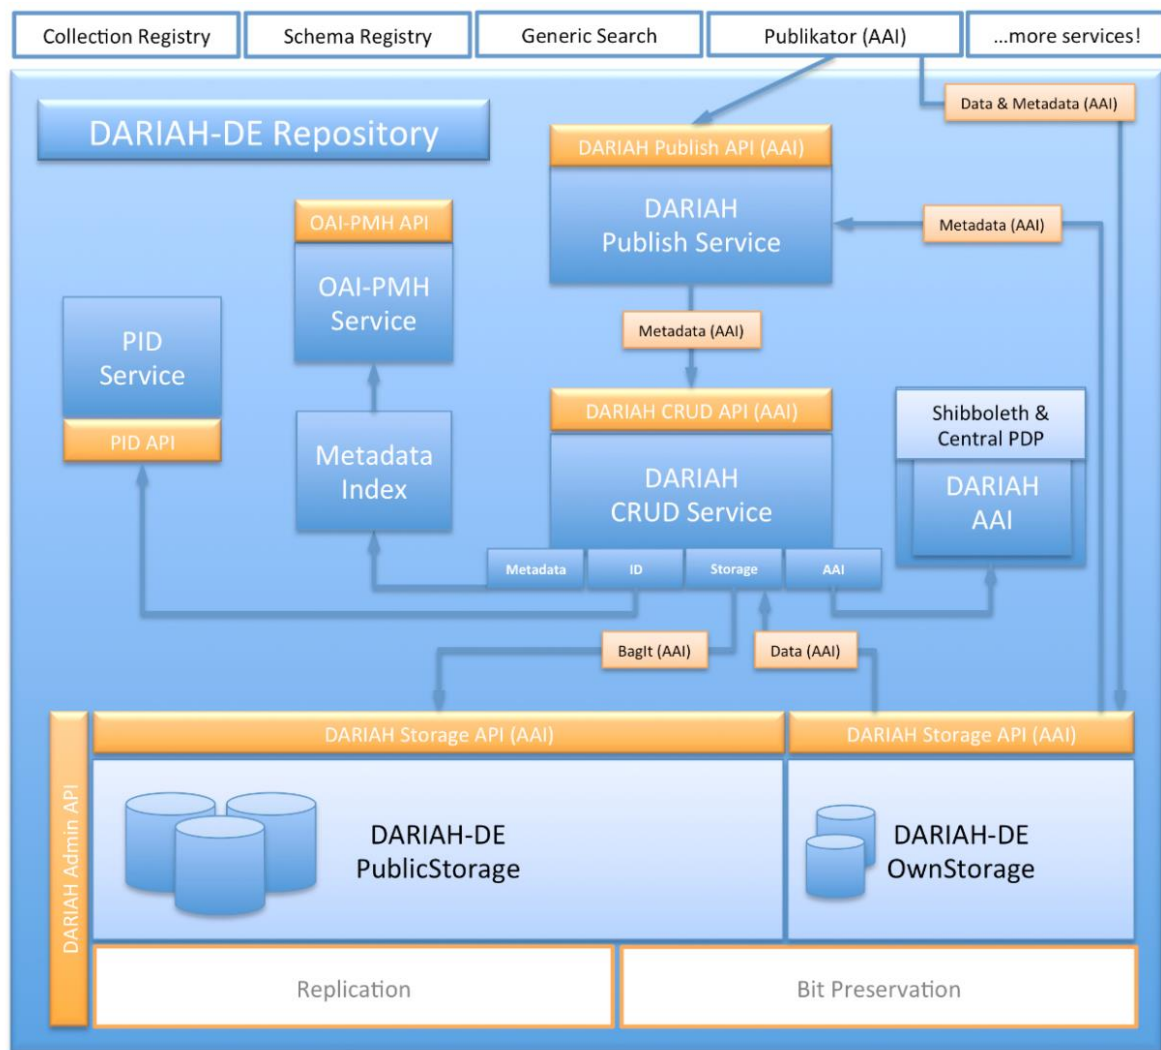 Collection Registry
Schema Registry
Generic Search
Publikator (AAI)
...more services!
Data & Metadata (AAI)
DARIAH-DE Repository
DARIAH Publish API (AAI)
DARIAH
Publish Service
Metadata (AAI)
OAI-PMH API
OAI-PMH
Service
PID
Service
PID API
Metadata (AAI)
DARIAH CRUD API (AAI)
DARIAH
CRUD Service
Shibboleth &
Central PDP
DARIAH
AAI
Metadata
Index
Metadata
ID
Storage
AAI
BagIt (AAI)
Data (AAI)
DARIAH Storage API (AAI)
DARIAH Storage API (AAI)
DARIAH Admin API
DARIAH-DE
PublicStorage
DARIAH-DE
OwnStorage
Replication
Bit Preservation